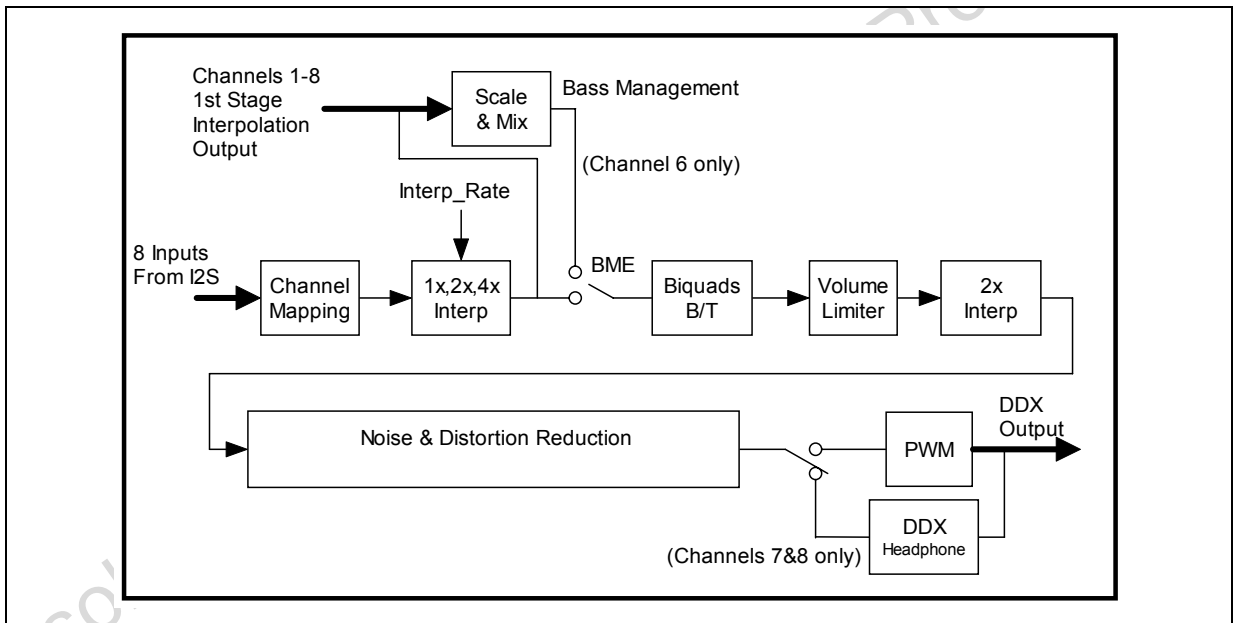 Channels 1-8
1st Stage
Interpolation
Output
Scale
& Mix
Bass Management
(Channel 6 only)
Interp_Rate
8 Inputs
From I2S
Channel
Mapping
1x,2x,4x
Interp
BME
Biquads
B/T
Volume
Limiter
2x
Interp
Noise & Distortion Reduction
PWM
DDX
Output
DDX
Headphone
(Channels 7&8 only)